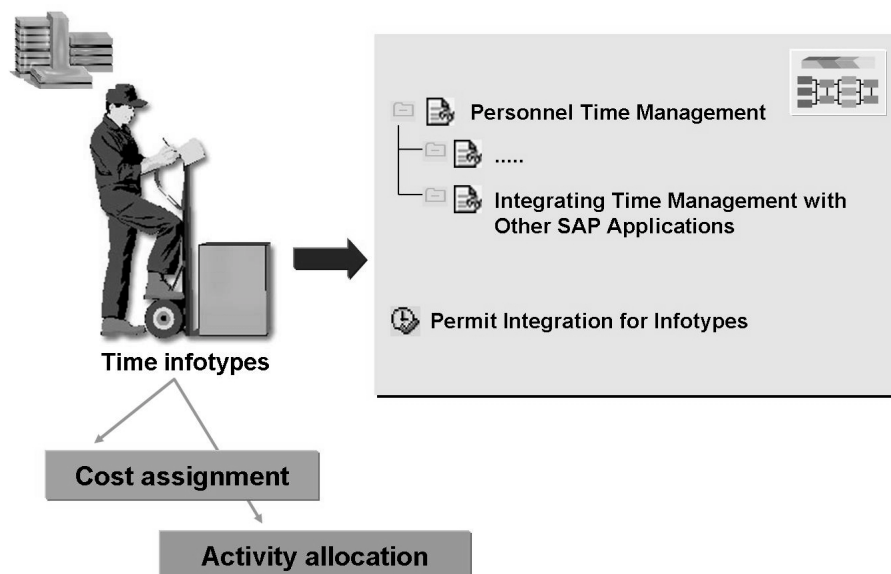 Personnel Time Management
.....
Integrating Time Management with
Other SAP Applications
Permit Integration for Infotypes
Time infotypes
Cost assignment
Activity allocation